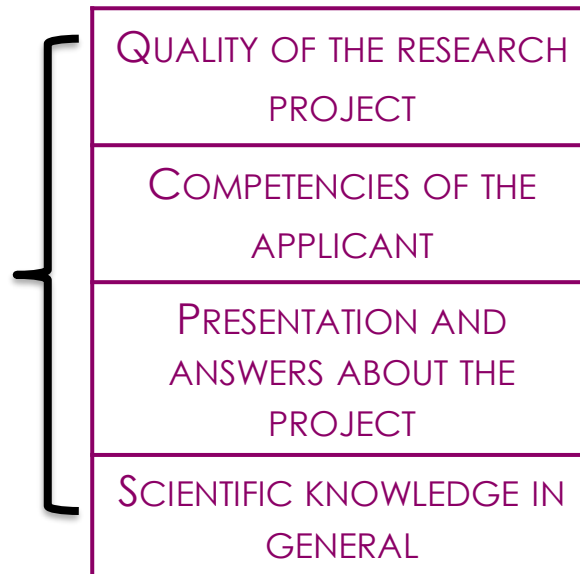 QUALITY OF THE RESEARCH
PROJECT
COMPETENCIES OF THE
APPLICANT
PRESENTATION AND
ANSWERS ABOUT THE
PROJECT
SCIENTIFIC KNOWLEDGE IN
GENERAL